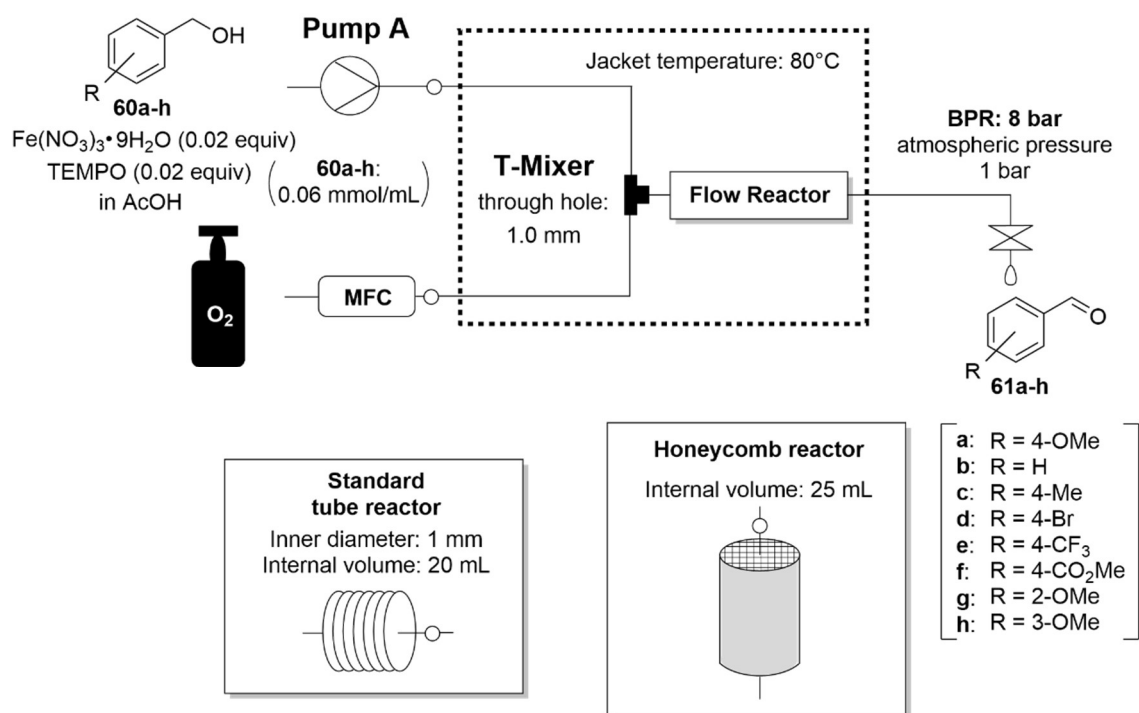 OH
R
60a-h
Fe(NO₃)₃•9H₂O (0.02 equiv)
TEMPO (0.02 equiv)
in AcOH
Pump A
60a-h:
0.06 mmol/mL
O₂
MFC
Jacket temperature: 80°C
T-Mixer
through hole:
1.0 mm
Flow Reactor
BPR: 8 bar
atmospheric pressure
1 bar
O
R
61a-h
Standard
tube reactor
Inner diameter: 1 mm
Internal volume: 20 mL
Honeycomb reactor
Internal volume: 25 mL
a: R = 4-OMe
b: R = H
c: R = 4-Me
d: R = 4-Br
e: R = 4-CF₃
f: R = 4-CO₂Me
g: R = 2-OMe
h: R = 3-OMe